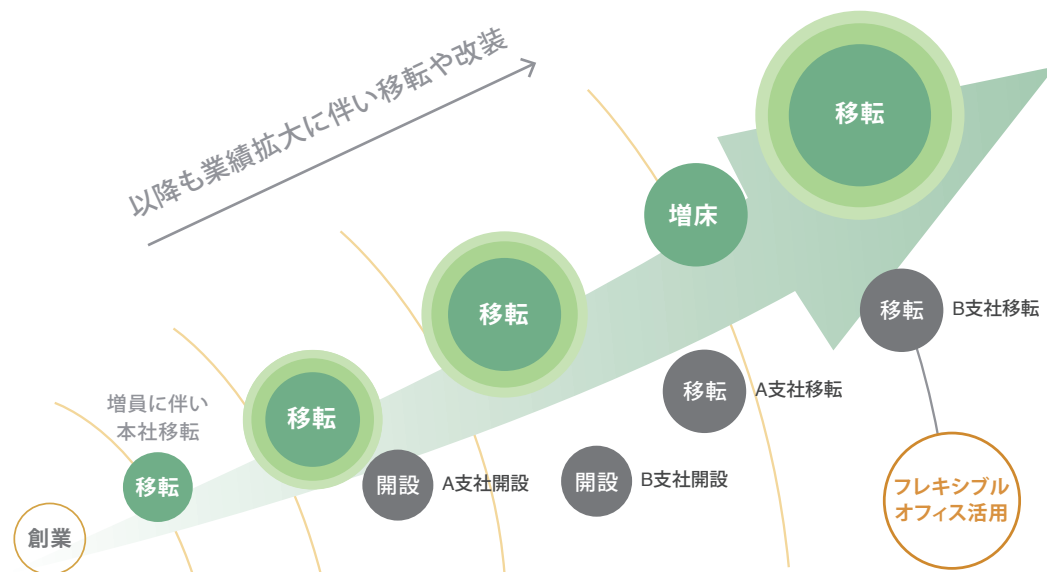 以降も業績拡大に伴い移転や改装
創業
増員に伴い
本社移転
移転
移転
開設
A支社開設
移転
開設
B支社開設
増床
移転
A支社移転
移転
移転
B支社移転
フレキシブル
オフィス活用